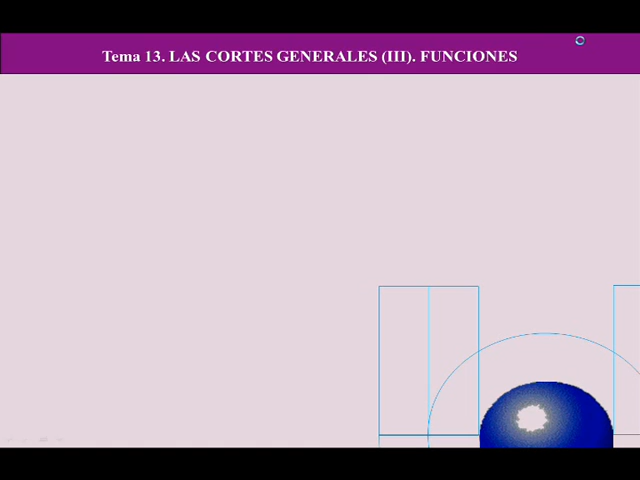 Tema 13. LAS CORTES GENERALES (III). FUNCIONES